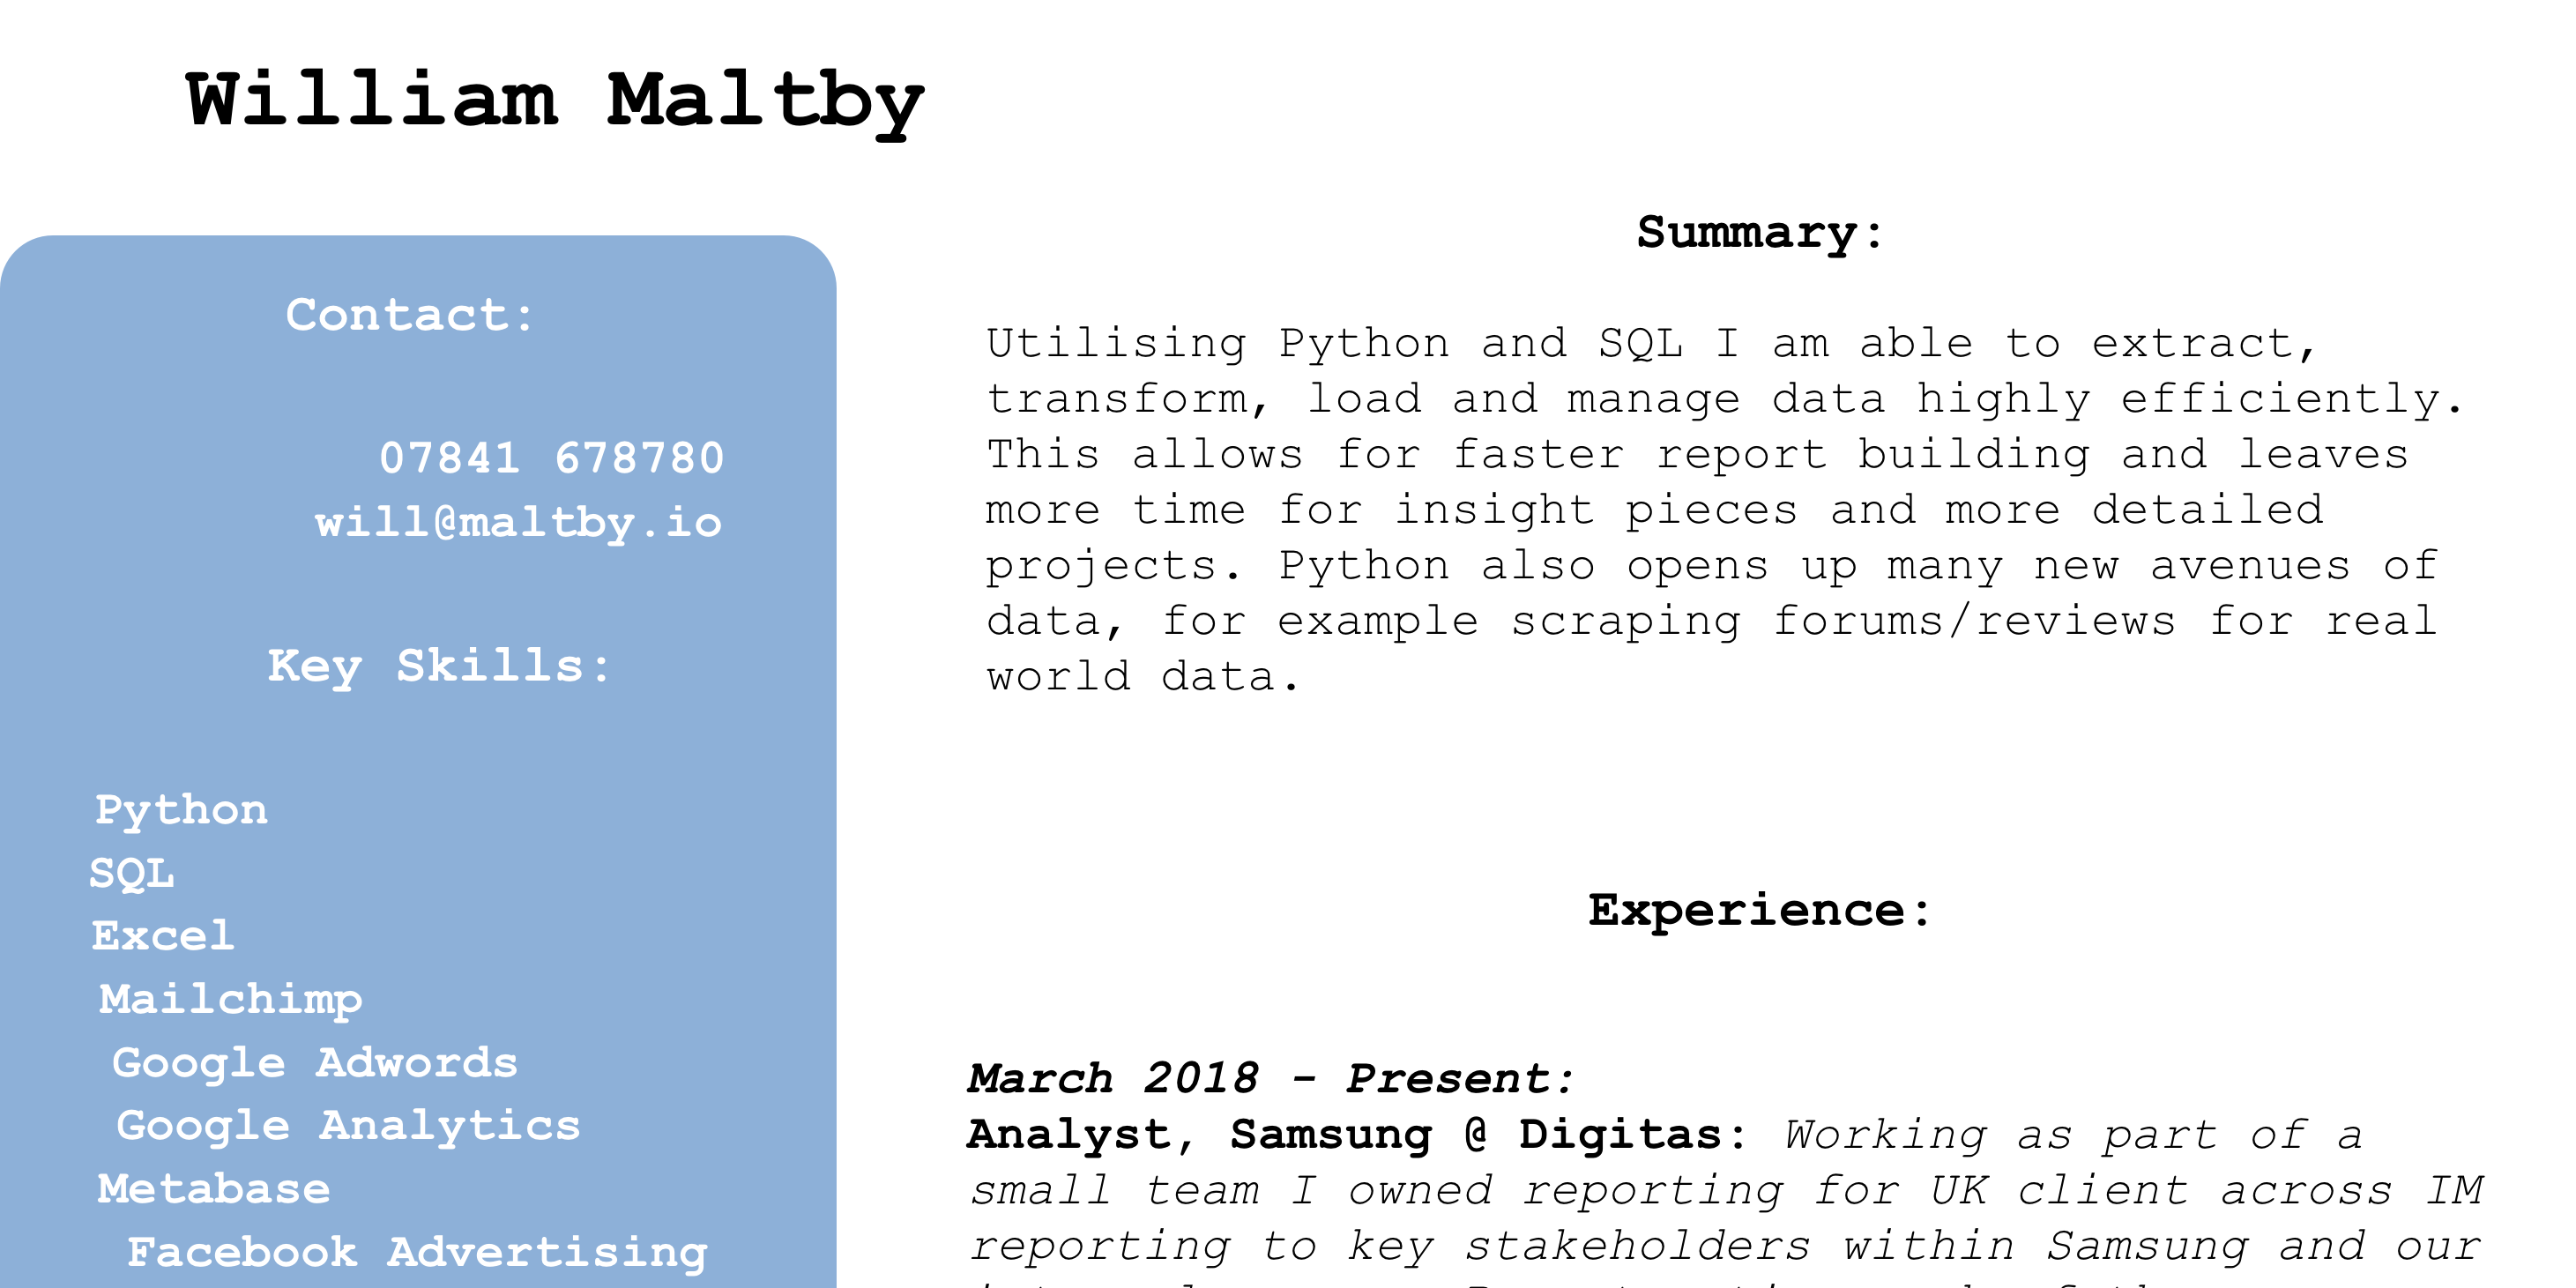 William Maltby
Contact:
07841 678780
will@maltby.io
Key Skills:
Python
SQL
Excel
Mailchimp
Google Adwords
Google Analytics
Metabase
Facebook Advertising
Summary:
Utilising Python and SQL I am able to extract,
transform, load and manage data highly efficiently.
This allows for faster report building and leaves
more time for insight pieces and more detailed
projects. Python also opens up many new avenues of
data, for example scraping forums/reviews for real
world data.
Experience:
March 2018 - Present:
Analyst, Samsung @ Digitas: Working as part of a
small team I owned reporting for UK client across IM
reporting to key stakeholders within Samsung and our